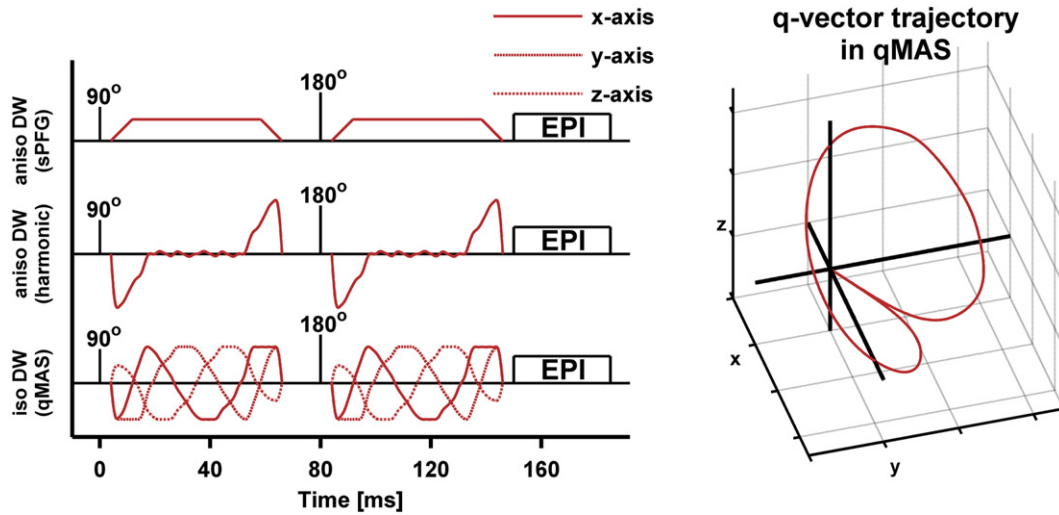 x-axis
y-axis
z-axis
aniso DW
(sPFG)
90°
180°
EPI
aniso DW
(harmonic)
90°
180°
EPI
iso DW
(qMAS)
90°
180°
EPI
0 40 80 120 160
Time [ms]
q-vector trajectory
in qMAS
z
x
y